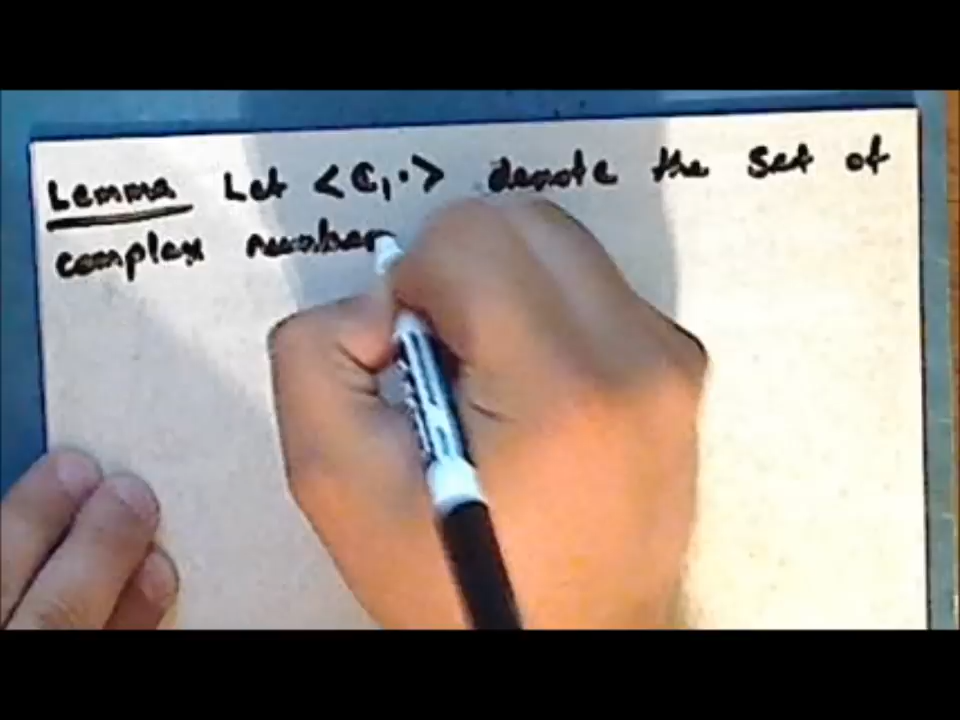 Lemma Let <ℂ,·> denote the set of
complex number